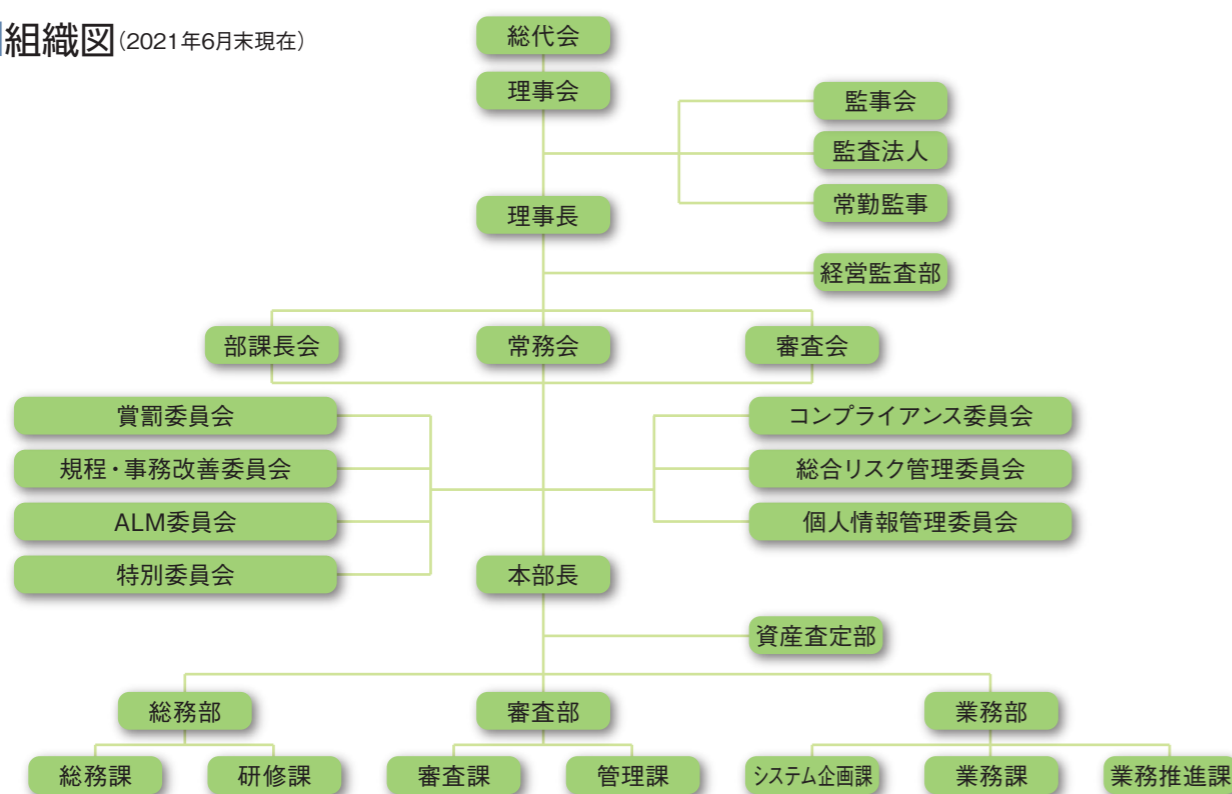 組織図(2021年6月末現在)
総代会
理事会
監事会
監査法人
常勤監事
理事長
経営監査部
部課長会
常務会
審査会
賞罰委員会
コンプライアンス委員会
規程・事務改善委員会
総合リスク管理委員会
ALM委員会
個人情報管理委員会
特別委員会
本部長
資産査定部
総務部
審査部
業務部
総務課
研修課
審査課
管理課
システム企画課
業務課
業務推進課